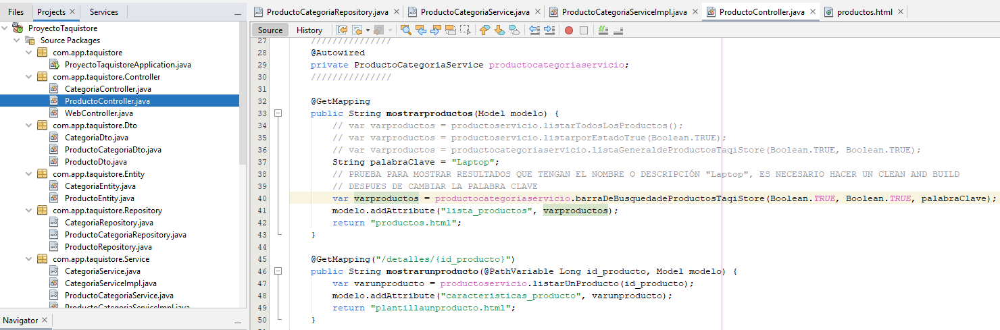 Files
Projects
Services
ProyectoTaquistore
Source Packages
com.app.taquistore
ProyectoTaquistoreApplication.java
com.app.taquistore.Controller
CategoriaController.java
ProductoController.java
WebController.java
com.app.taquistore.Dto
CategoriaDto.java
ProductoCategoriaDto.java
ProductoDto.java
com.app.taquistore.Entity
CategoriaEntity.java
ProductoEntity.java
com.app.taquistore.Repository
CategoriaRepository.java
ProductoCategoriaRepository.java
ProductoRepository.java
com.app.taquistore.Service
CategoriaService.java
CategoriaServiceImpl.java
ProductoCategoriaService.java
ProductoCategoriaServiceImpl.java
Navigator
ProductoCategoriaRepository.java
ProductoCategoriaService.java
ProductoCategoriaServiceImpl.java
ProductoController.java
productos.html
Source
History
27 ///////////////
28 @Autowired
29 private ProductoCategoriaService productocategoriaservicio;
30 ///////////////
31
32 @GetMapping
33 public String mostrarproductos(Model modelo) {
34 // var varproductos = productoservicio.listarTodosLosProductos();
35 // var varproductos = productoservicio.listarporEstadoTrue(Boolean.TRUE);
36 // var varproductos = productocategoriaservicio.listaGeneraldeProductosTaqiStore(Boolean.TRUE, Boolean.TRUE);
37 String palabraClave = "Laptop";
38 // PRUEBA PARA MOSTRAR RESULTADOS QUE TENGAN EL NOMBRE O DESCRIPCIÓN "Laptop", ES NECESARIO HACER UN CLEAN AND BUILD
39 // DESPUES DE CAMBIAR LA PALABRA CLAVE
40 var varproductos = productocategoriaservicio.barraDeBusquedadeProductosTaqiStore(Boolean.TRUE, Boolean.TRUE, palabraClave);
41 modelo.addAttribute("lista_productos", varproductos);
42 return "productos.html";
43 }
44
45 @GetMapping("/detalles/{id_producto}")
46 public String mostrarunproducto(@PathVariable Long id_producto, Model modelo) {
47 var varunproducto = productoservicio.listarUnProducto(id_producto);
48 modelo.addAttribute("caracteristicas_producto", varunproducto);
49 return "plantillaunproducto.html";
50 }